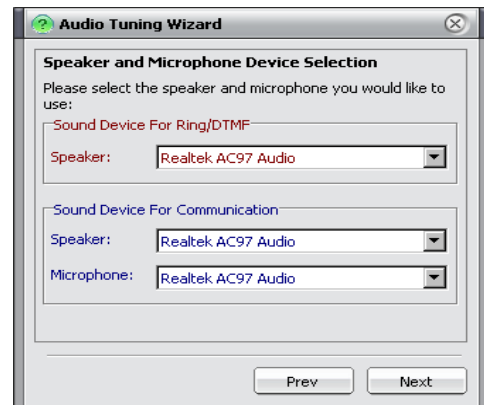 Audio Tuning Wizard
Speaker and Microphone Device Selection
Please select the speaker and microphone you would like to
use:
Sound Device For Ring/DTMF
Speaker: Realtek AC97 Audio
Sound Device For Communication
Speaker: Realtek AC97 Audio
Microphone: Realtek AC97 Audio
Prev Next